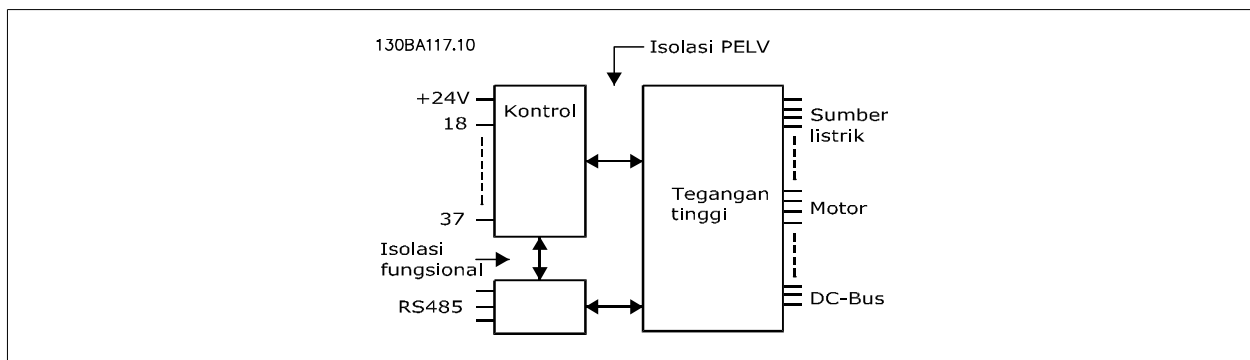 130BA117.10
Isolasi PELV
+24V
Kontrol
18
Sumber
listrik
Tegangan
tinggi
37
Motor
Isolasi
fungsional
RS485
DC-Bus